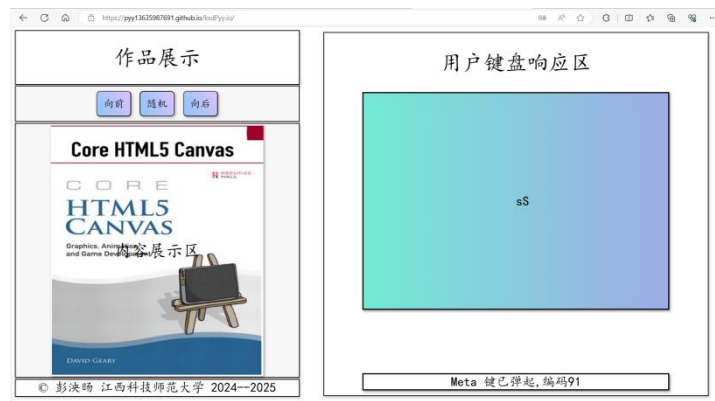 https://pyy13635987691.github.io/ksdPyy.io/
作品展示
向前 随机 向后
Core HTML5 Canvas
PRENTICE
HALL
CORE
HTML5
CANVAS
Graphics, Animation,
and Game Development
内容展示区
DAVID GEARY
© 彭泱旸 江西科技师范大学 2024--2025
用户键盘响应区
sS
Meta 键已弹起,编码91